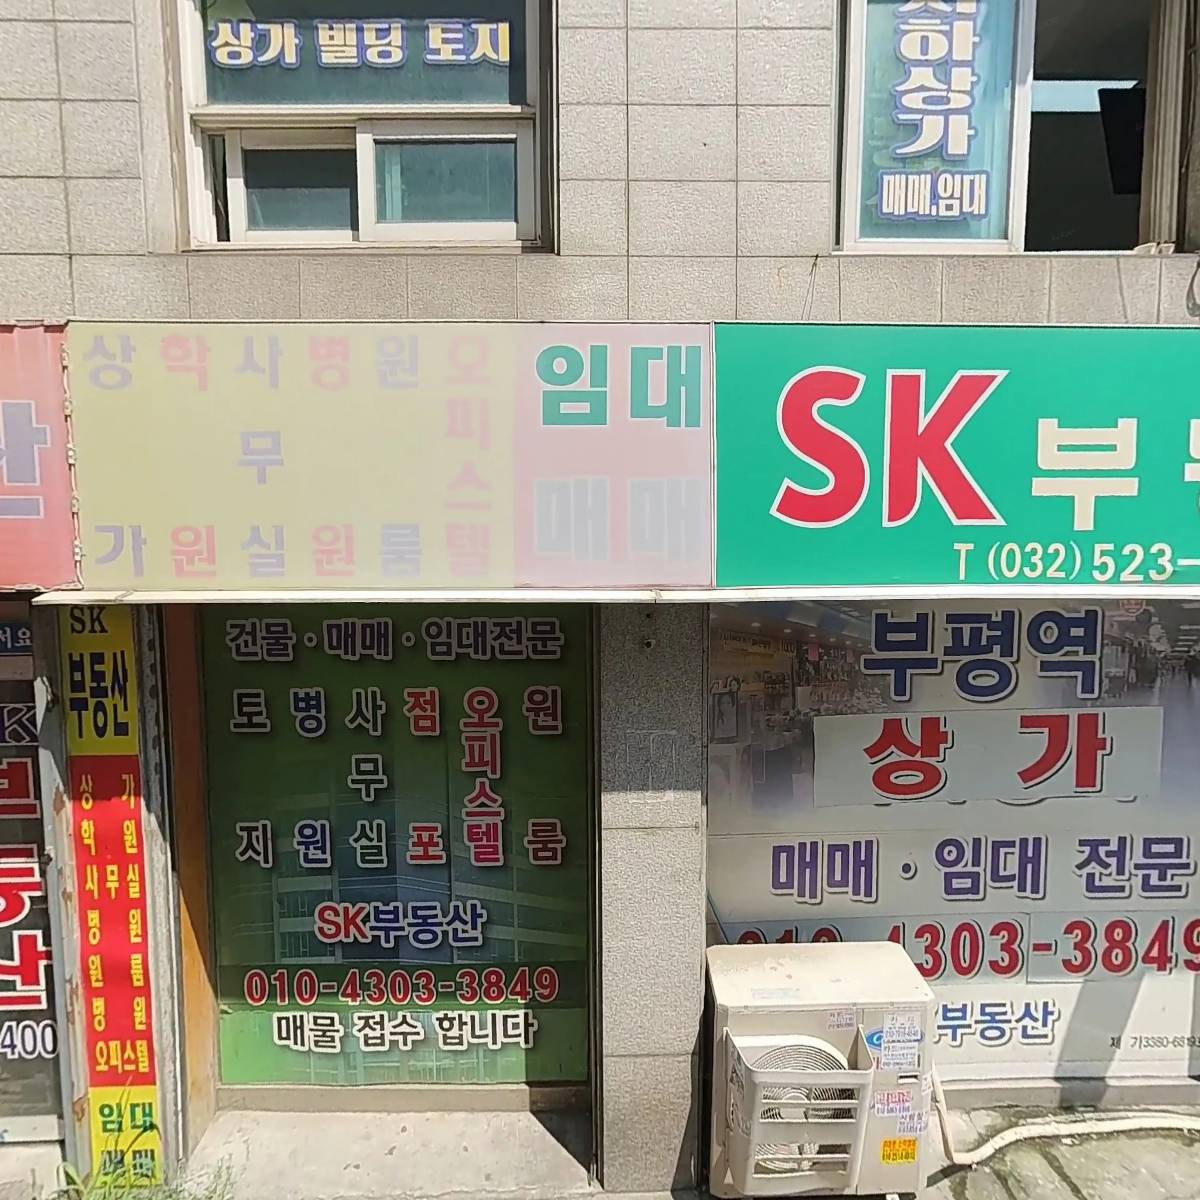 상가 빌딩 토지
지하상가
매매,임대
상가 학원 사무실 병원 원룸 오피스텔
임대
매매
SK 부
T (032) 523-
SK
부동산
상가
학원
사무실
병원
원룸
오피스텔
임대
매매
건물·매매·임대전문
토지 병원 사무실 점포 오피스텔 원룸
SK부동산
010-4303-3849
매물 접수 합니다
부평역
상가
매매·임대 전문
010-4303-3849
부동산
400